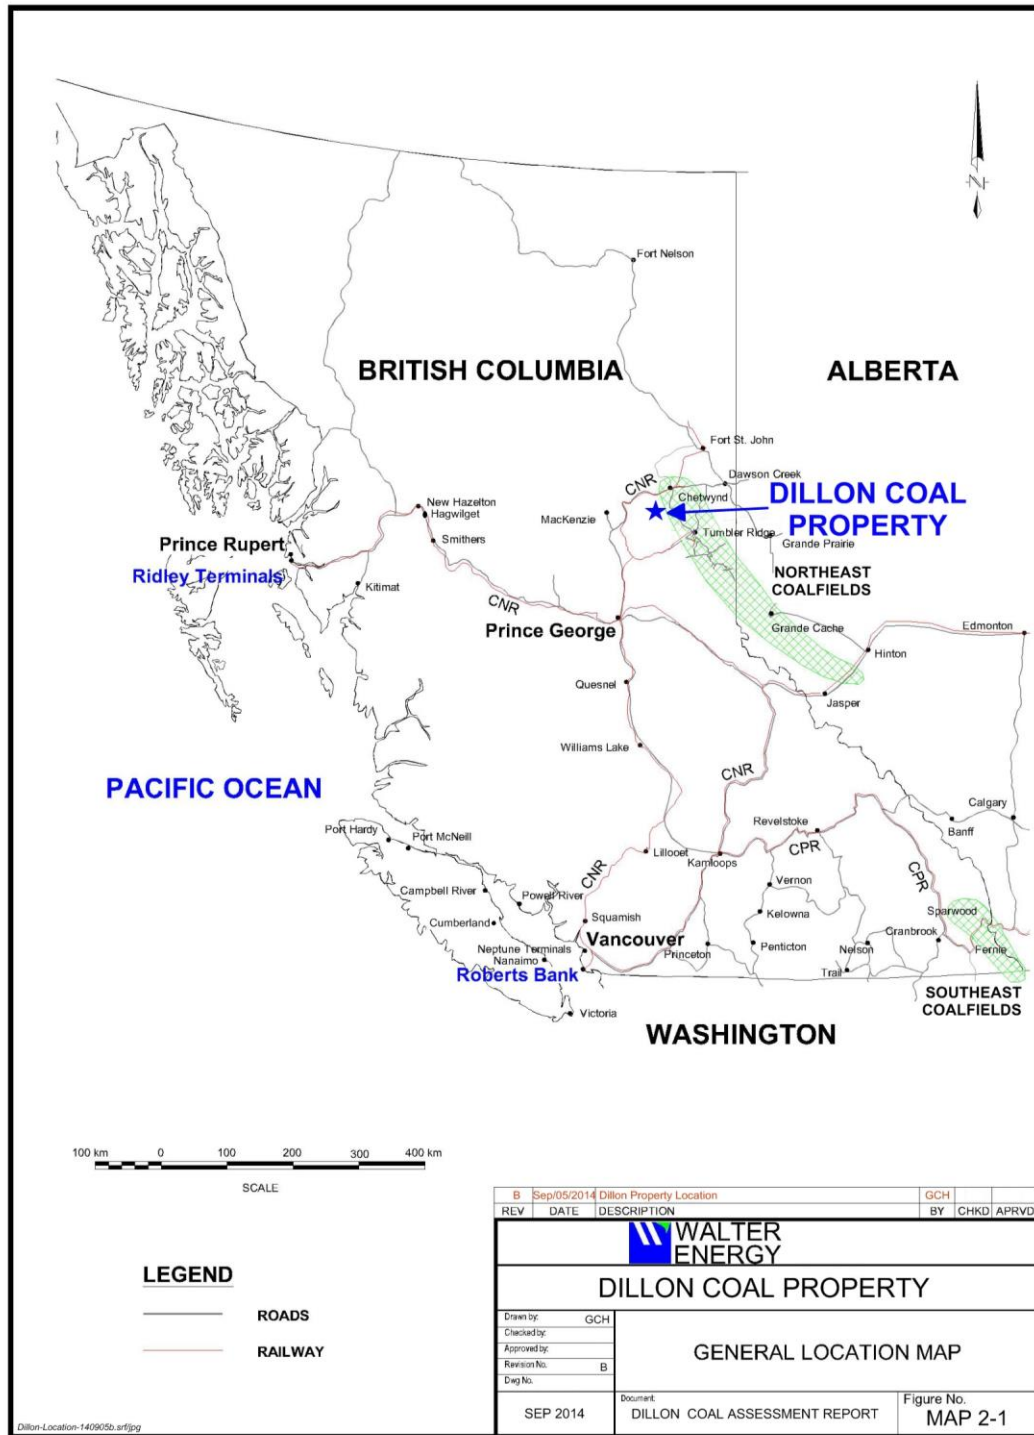 Fort Nelson
BRITISH COLUMBIA
ALBERTA
N
Fort St. John
Dawson Creek
CNR
Chetwynd
DILLON COAL
PROPERTY
MacKenzie
Tumbler Ridge
Grande Prairie
New Hazelton
Hagwilget
Smithers
Prince Rupert
Ridley Terminals
Kitimat
NORTHEAST
COALFIELDS
CNR
Prince George
Grande Cache
Edmonton
Hinton
Quesnel
Jasper
Williams Lake
CNR
PACIFIC OCEAN
Calgary
Banff
Revelstoke
Port Hardy
Port McNeill
Lillooet
Kamloops
CPR
CNR
CPR
Vernon
Campbell River
Powell River
Sparwood
Kelowna
Squamish
Cumberland
Cranbrook
Vancouver
Neptune Terminals
Nanaimo
Princeton
Penticton
Nelson
Fernie
Roberts Bank
Trail
SOUTHEAST
COALFIELDS
Victoria
WASHINGTON
100 km 0 100 200 300 400 km
SCALE
LEGEND
ROADS
RAILWAY
B Sep/05/2014 Dillon Property Location GCH
REV DATE DESCRIPTION BY CHKD APRVD
WALTER
ENERGY
DILLON COAL PROPERTY
Drawn by: GCH
Checked by:
Approved by:
Revision No. B
Dwg No.
GENERAL LOCATION MAP
SEP 2014
Document:
DILLON COAL ASSESSMENT REPORT
Figure No.
MAP 2-1
Dillon-Location-140905b.srf/jpg